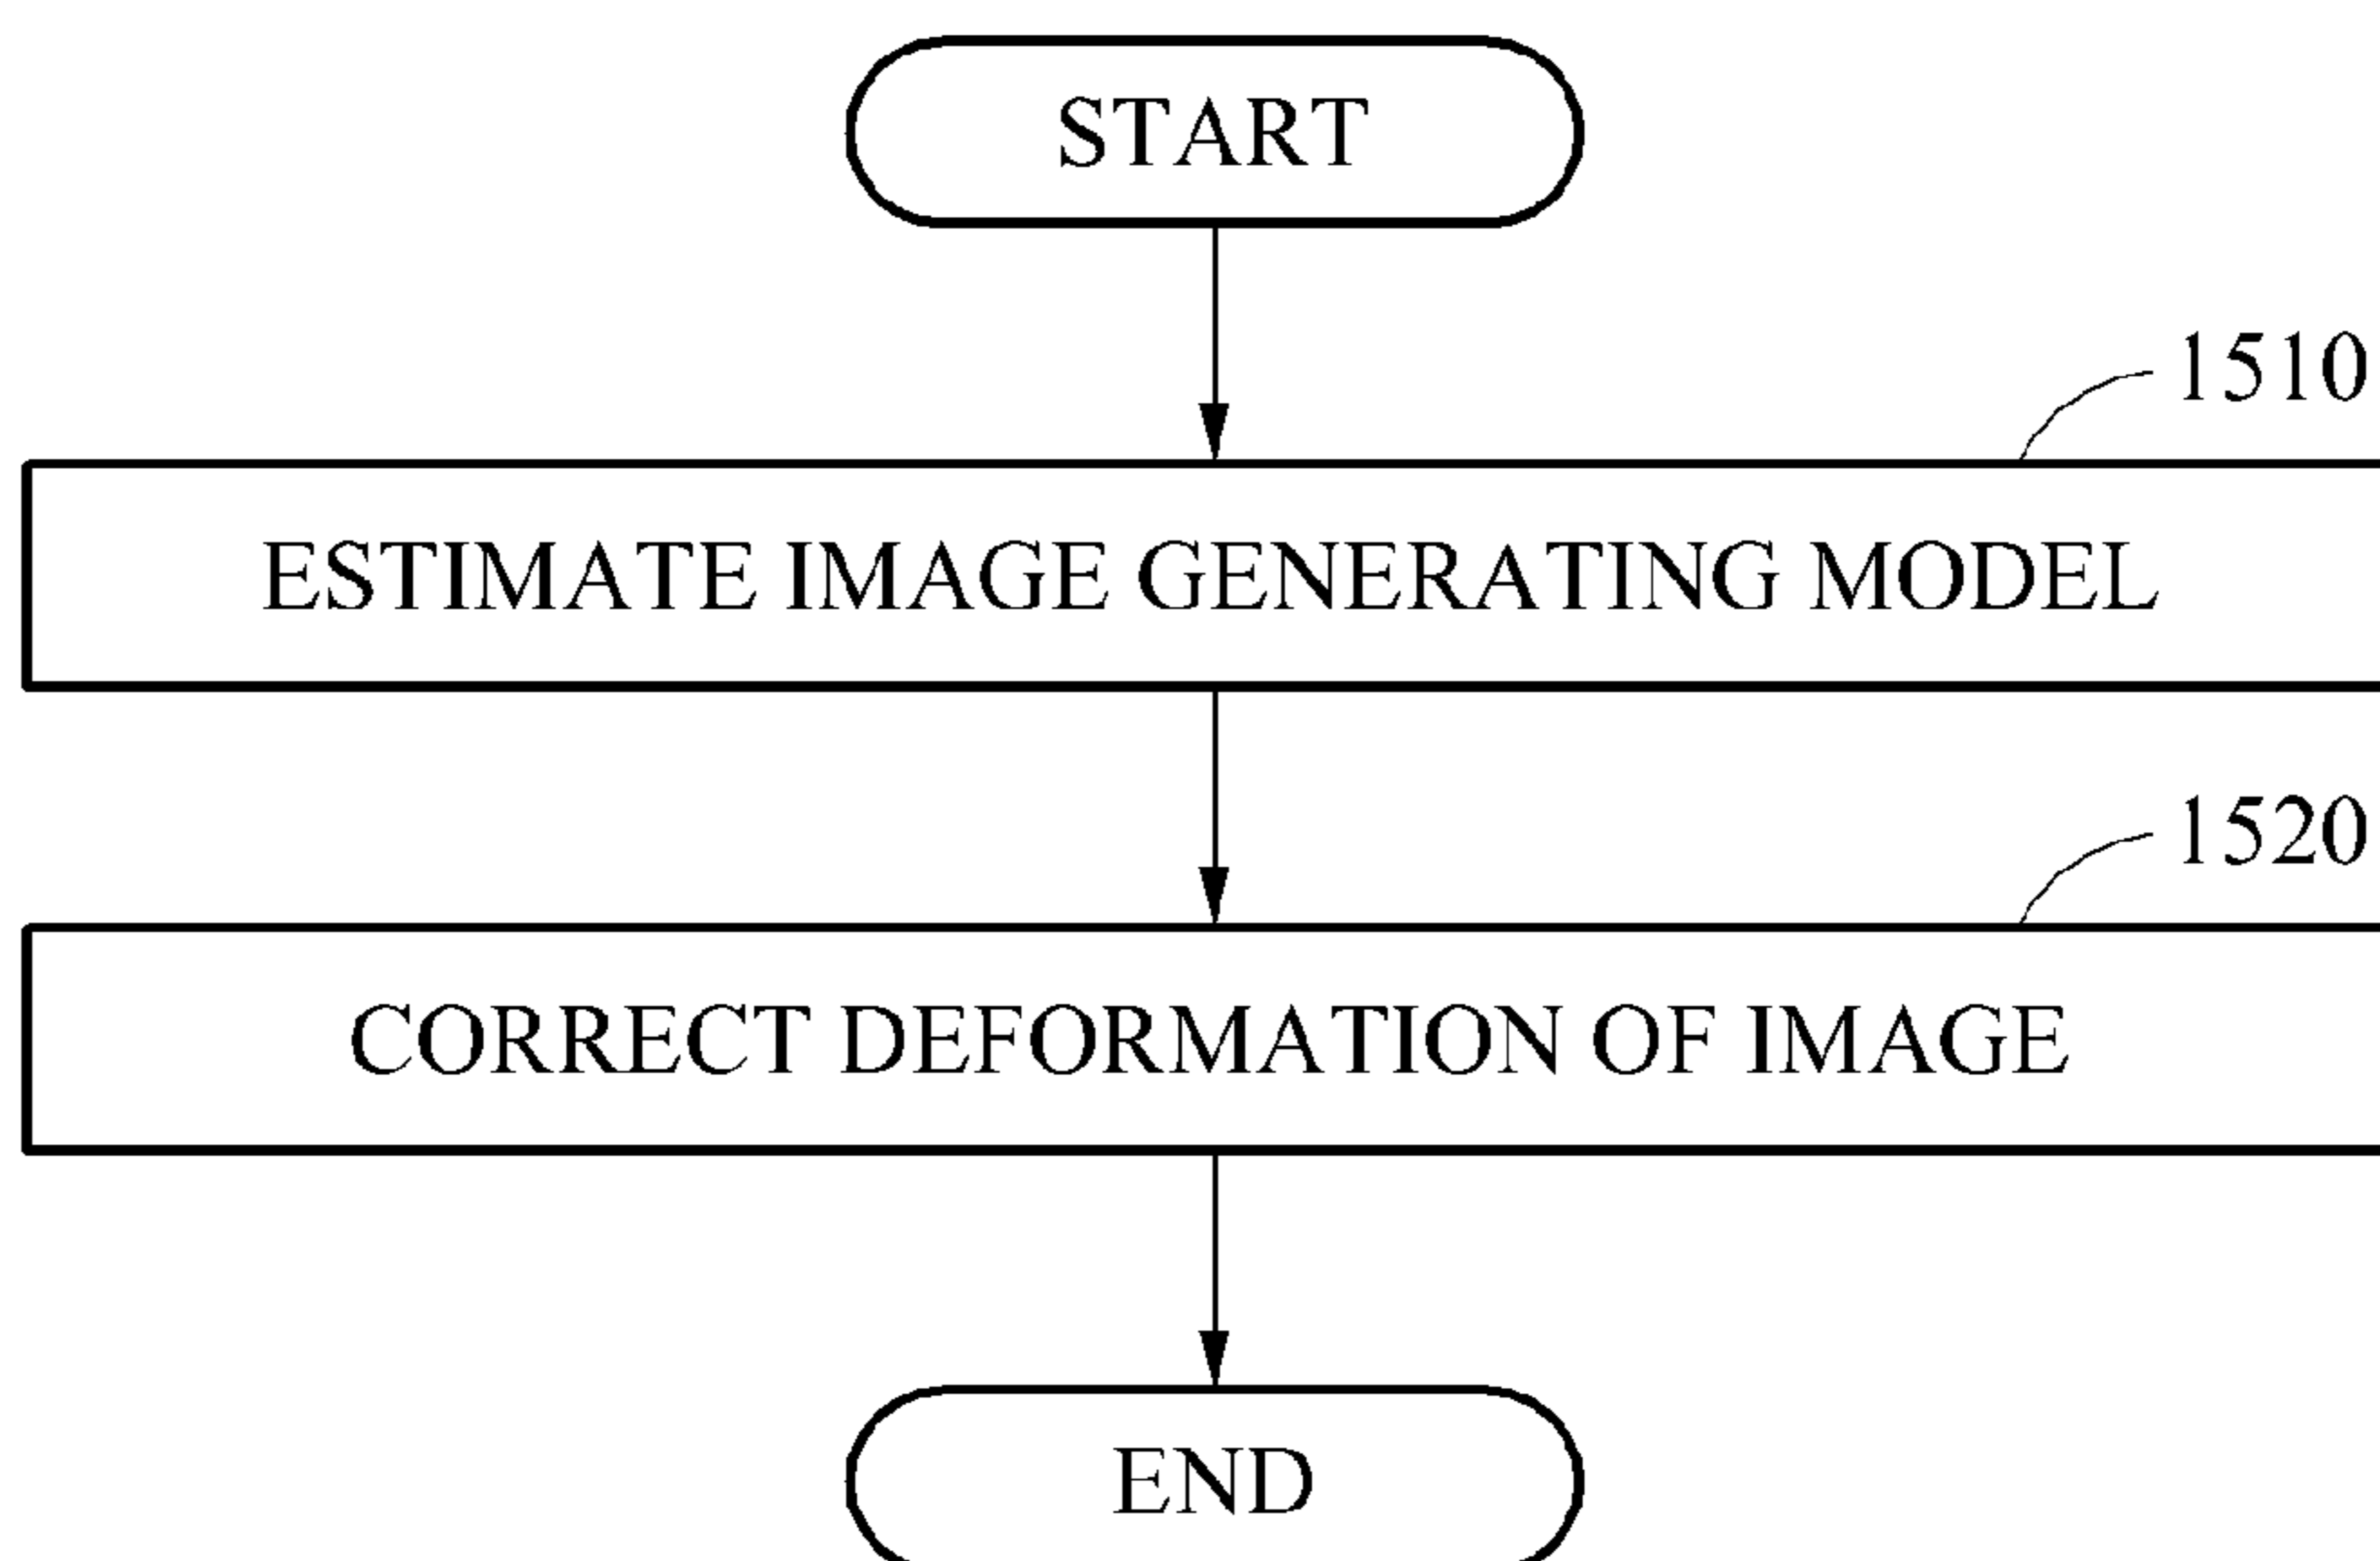 START
1510
ESTIMATE IMAGE GENERATING MODEL
1520
CORRECT DEFORMATION OF IMAGE
END